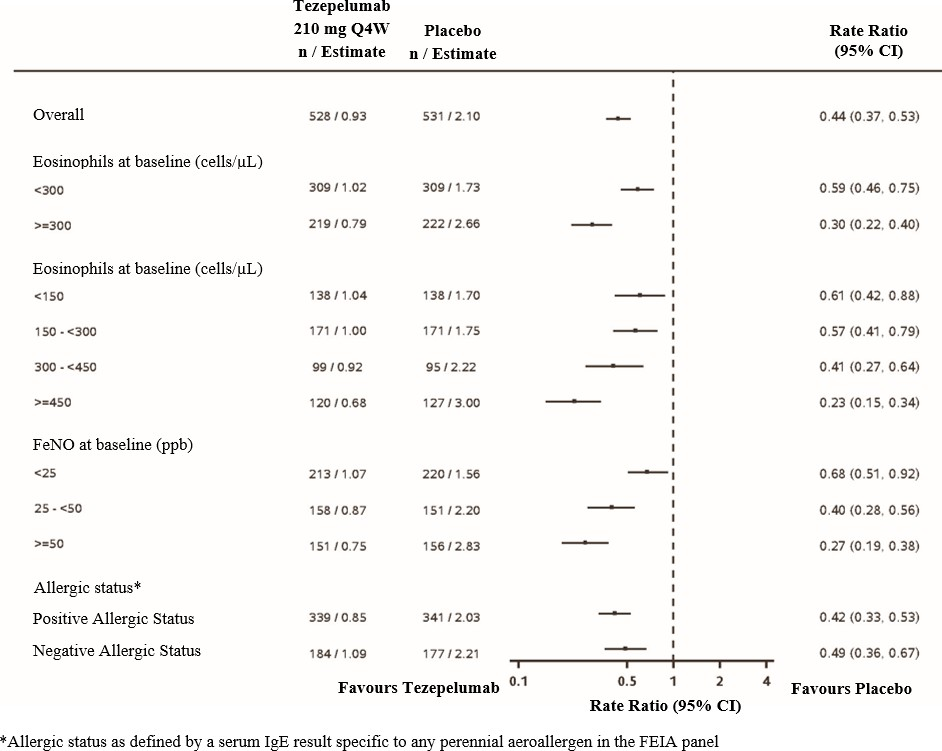 Tezepelumab
210 mg Q4W Placebo Rate Ratio
n / Estimate n / Estimate (95% CI)
Overall 528 / 0.93 531 / 2.10 0.44 (0.37, 0.53)
Eosinophils at baseline (cells/µL)
<300 309 / 1.02 309 / 1.73 0.59 (0.46, 0.75)
>=300 219 / 0.79 222 / 2.66 0.30 (0.22, 0.40)
Eosinophils at baseline (cells/µL)
<150 138 / 1.04 138 / 1.70 0.61 (0.42, 0.88)
150 - <300 171 / 1.00 171 / 1.75 0.57 (0.41, 0.79)
300 - <450 99 / 0.92 95 / 2.22 0.41 (0.27, 0.64)
>=450 120 / 0.68 127 / 3.00 0.23 (0.15, 0.34)
FeNO at baseline (ppb)
<25 213 / 1.07 220 / 1.56 0.68 (0.51, 0.92)
25 - <50 158 / 0.87 151 / 2.20 0.40 (0.28, 0.56)
>=50 151 / 0.75 156 / 2.83 0.27 (0.19, 0.38)
Allergic status*
Positive Allergic Status 339 / 0.85 341 / 2.03 0.42 (0.33, 0.53)
Negative Allergic Status 184 / 1.09 177 / 2.21 0.49 (0.36, 0.67)
0.1 0.5 1 2 4
Favours Tezepelumab Favours Placebo
Rate Ratio (95% CI)
*Allergic status as defined by a serum IgE result specific to any perennial aeroallergen in the FEIA panel